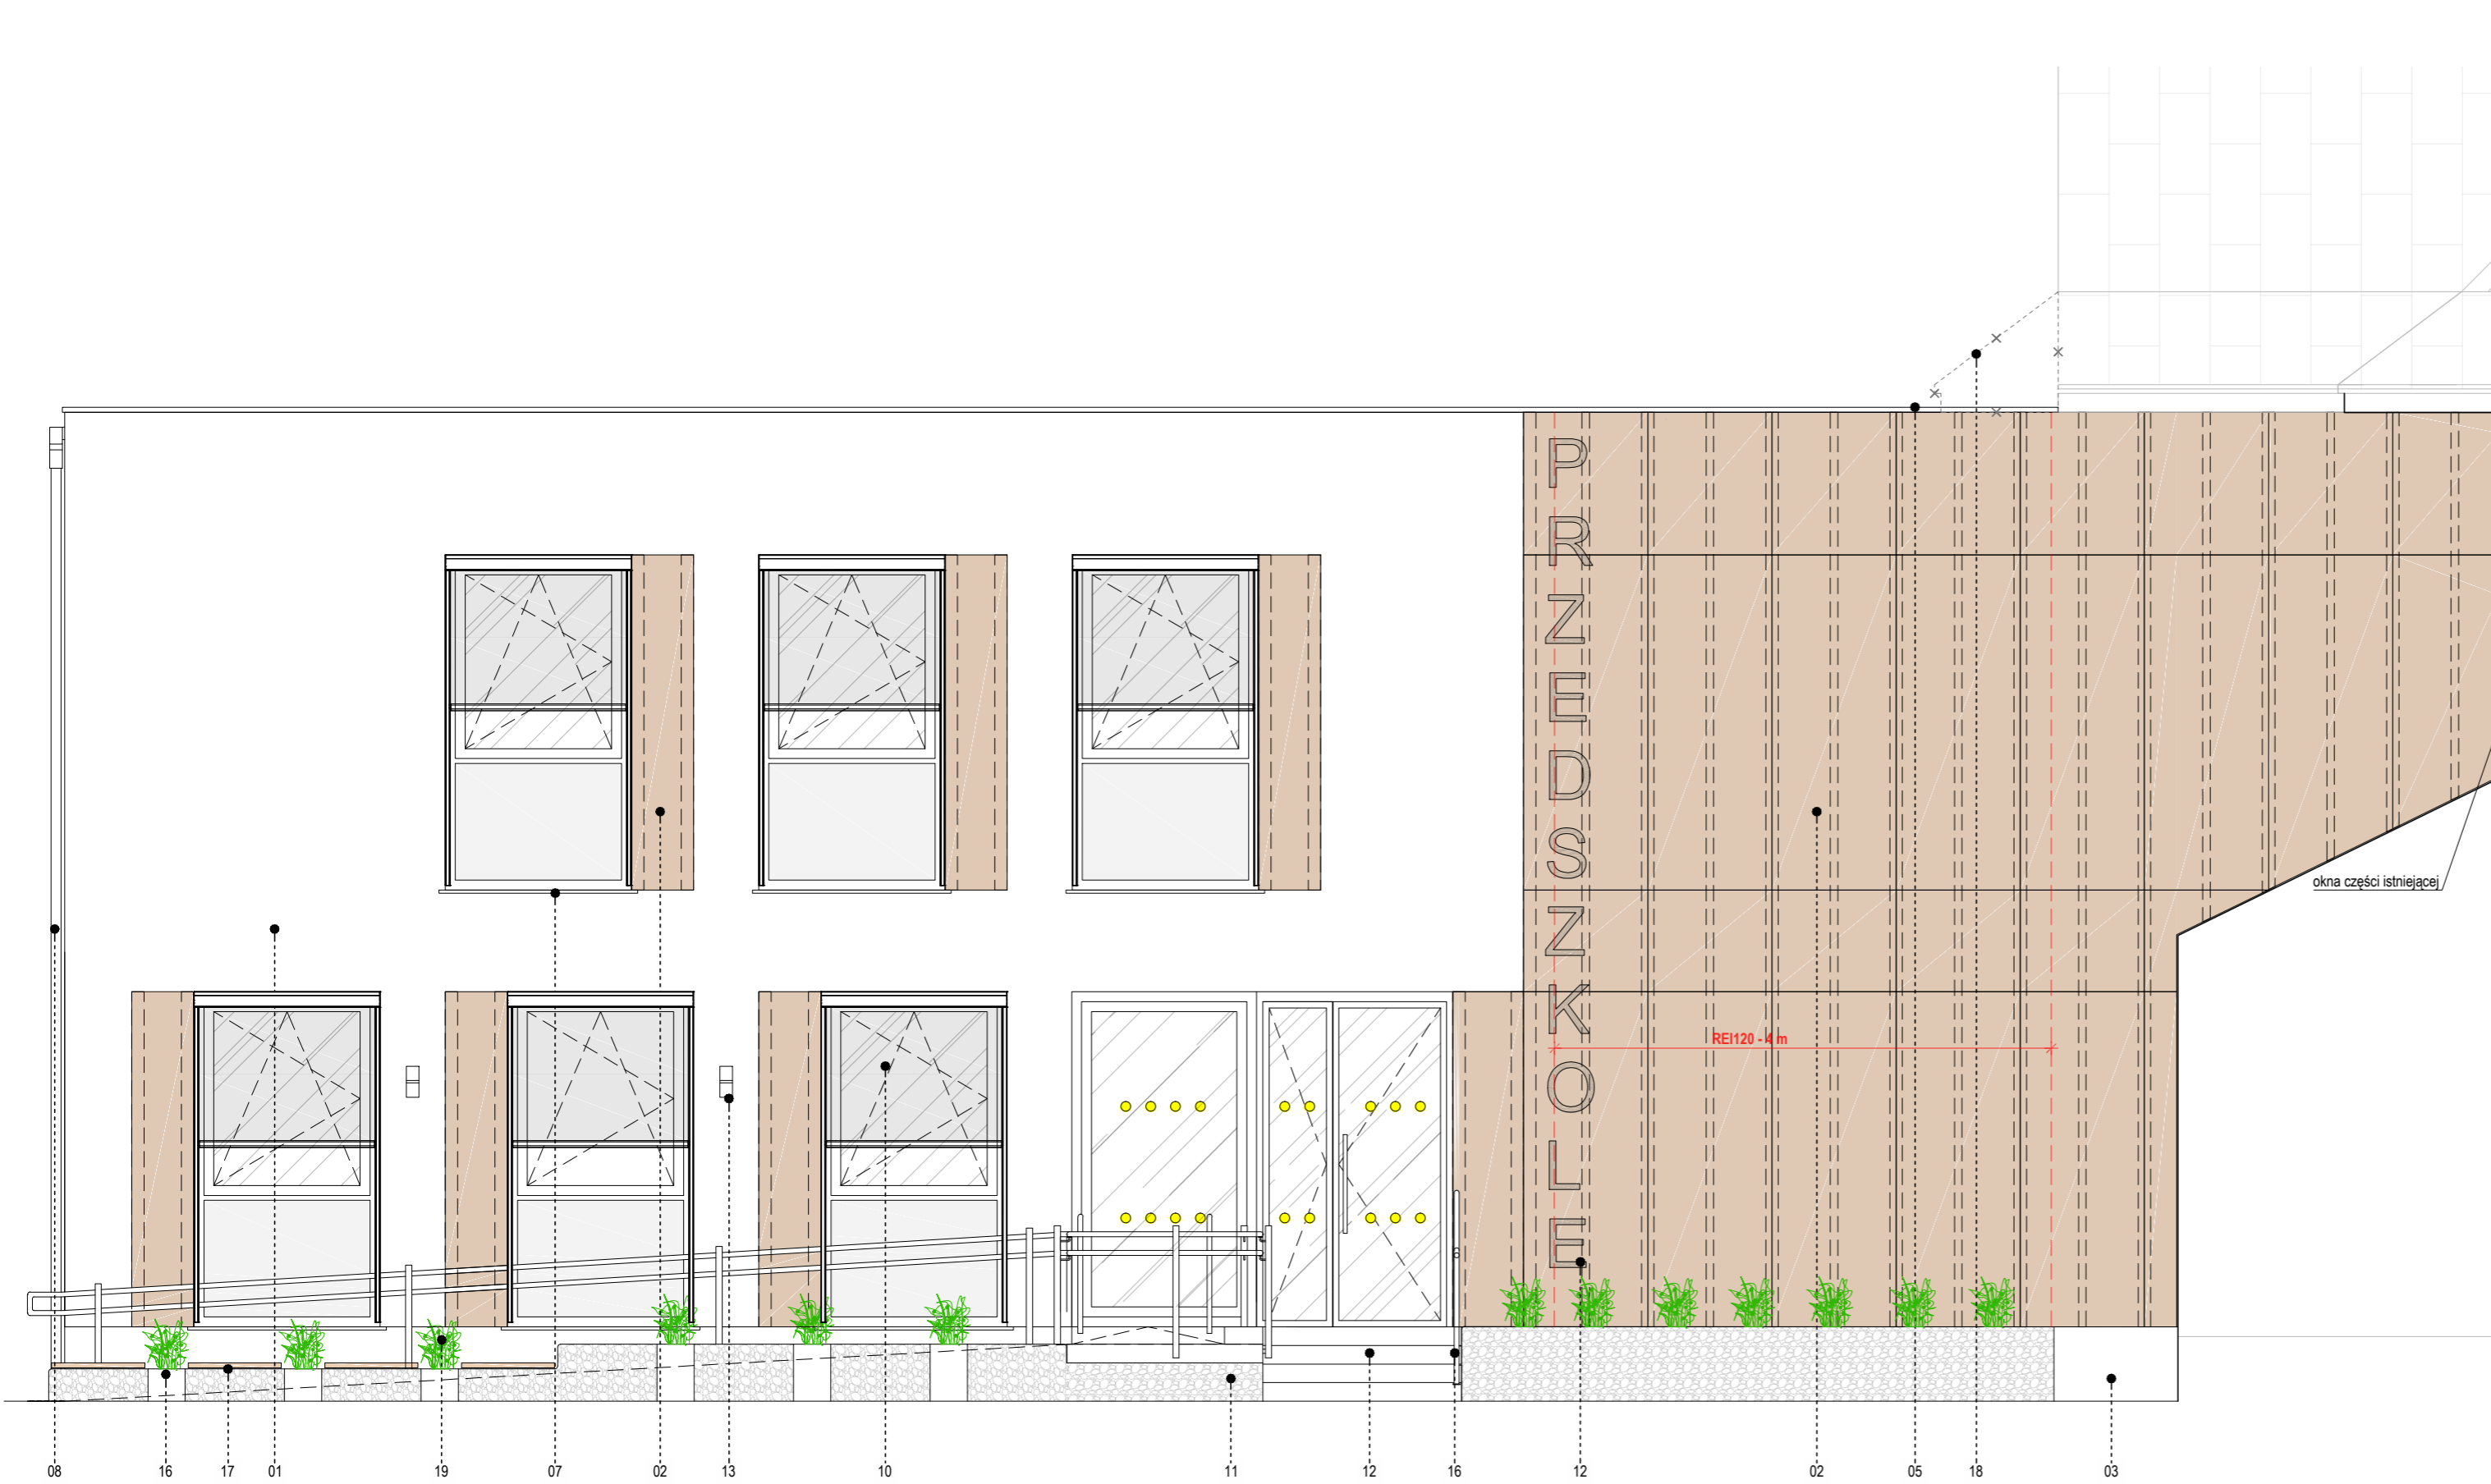 PRZEDSZKOLE
okna części istniejącej
REI120 - 4 m
08 16 17 01 19 07 02 13 10 11 12 16 12 02 05 18 03